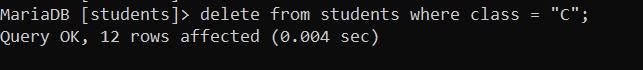 MariaDB [students]> delete from students where class = "C";
Query OK, 12 rows affected (0.004 sec)